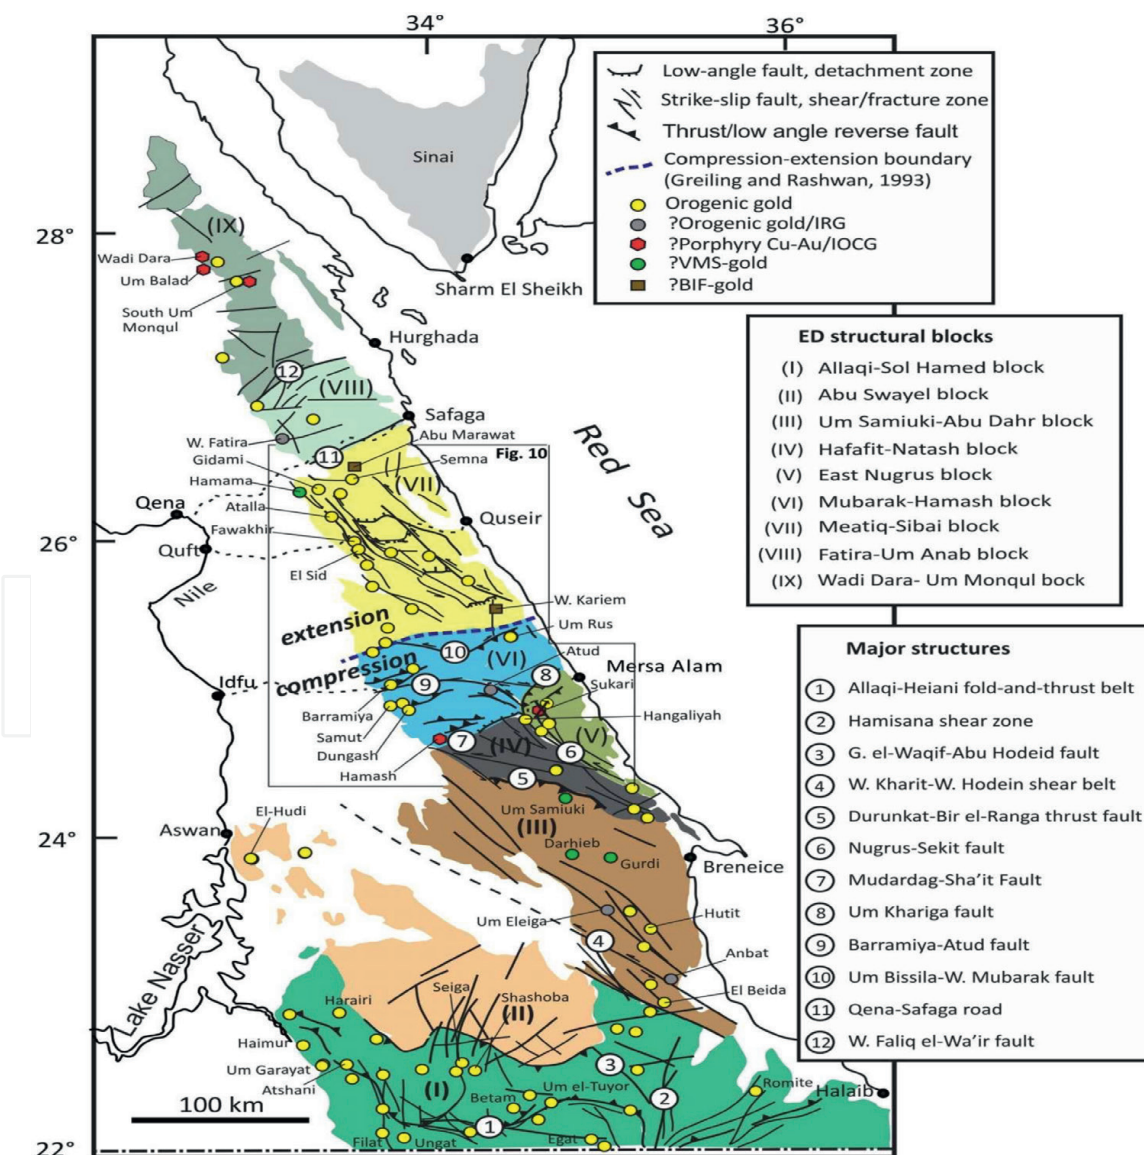 34°
36°
Low-angle fault, detachment zone
Strike-slip fault, shear/fracture zone
Thrust/low angle reverse fault
Compression-extension boundary
(Greiling and Rashwan, 1993)
Orogenic gold
?Orogenic gold/IRG
?Porphyry Cu-Au/IOCG
?VMS-gold
?BIF-gold
Sinai
28°
(IX)
Wadi Dara
Um Balad
South Um
Monqul
Sharm El Sheikh
Hurghada
12
(VIII)
Safaga
W. Fatira
Abu Marawat
Gidami
11
Semna
Fig. 10
Hamama
(VII)
Qena
Atalla
Fawakhir
Quseir
26°
Quft
El Sid
Nile
Red Sea
W. Kariem
extension
Um Rus
10
(VI)
Atud
compression
Mersa Alam
Idfu
9
8
Sukari
Barramiya
Hangaliyah
Samut
Dungash
7
(IV)
(V)
Hamash
6
5
El-Hudi
Um Samiuki
Aswan
(III)
24°
Darhieb
Gurdi
Breneice
Um Eleiga
Hutit
4
Anbat
Lake Nasser
Seiga
El Beida
Harairi
Shashoba
(II)
Haimur
3
Um Garayat
Um el-Tuyor
Romite
Atshani
(I)
Betam
2
Halaib
100 km
1
Filat
Ungat
Egat
22°
ED structural blocks
(I) Allaqi-Sol Hamed block
(II) Abu Swayel block
(III) Um Samiuki-Abu Dahr block
(IV) Hafafit-Natash block
(V) East Nugrus block
(VI) Mubarak-Hamash block
(VII) Meatiq-Sibai block
(VIII) Fatira-Um Anab block
(IX) Wadi Dara- Um Monqul bock
Major structures
1 Allaqi-Heiani fold-and-thrust belt
2 Hamisana shear zone
3 G. el-Waqif-Abu Hodeid fault
4 W. Kharit-W. Hodein shear belt
5 Durunkat-Bir el-Ranga thrust fault
6 Nugrus-Sekit fault
7 Mudardag-Sha'it Fault
8 Um Khariga fault
9 Barramiya-Atud fault
10 Um Bissila-W. Mubarak fault
11 Qena-Safaga road
12 W. Faliq el-Wa'ir fault